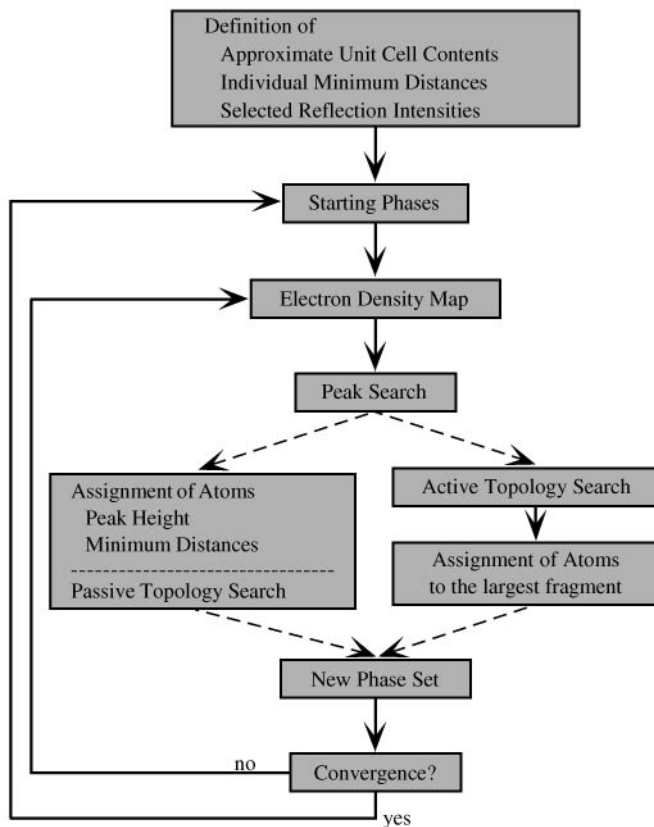 Definition of
Approximate Unit Cell Contents
Individual Minimum Distances
Selected Reflection Intensities
Starting Phases
Electron Density Map
Peak Search
Assignment of Atoms
Peak Height
Minimum Distances
Passive Topology Search
Active Topology Search
Assignment of Atoms
to the largest fragment
New Phase Set
no
Convergence?
yes